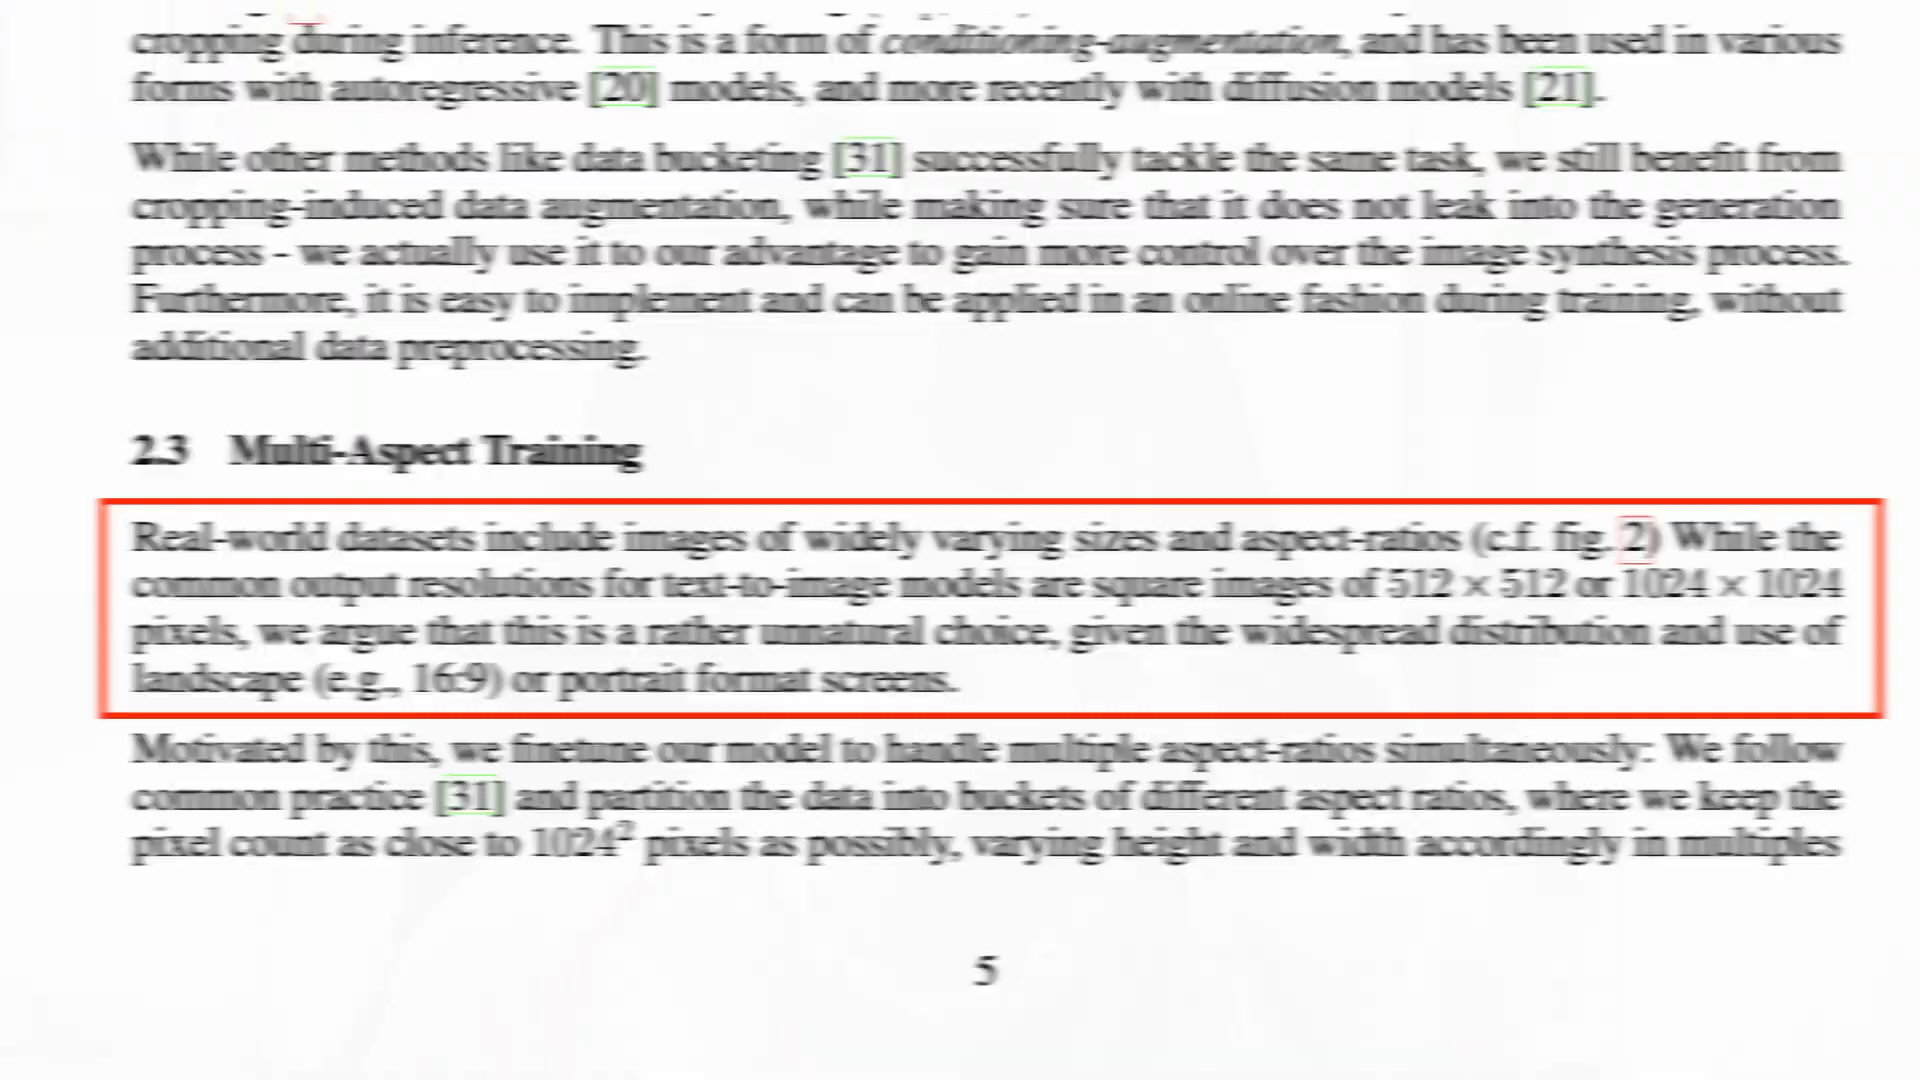 cropping during inference. This is a form of conditioning-augmentation, and has been used in various
forms with autoregressive [20] models, and more recently with diffusion models [21].
While other methods like data bucketing [31] successfully tackle the same task, we still benefit from
cropping-induced data augmentation, while making sure that it does not leak into the generation
process - we actually use it to our advantage to gain more control over the image synthesis process.
Furthermore, it is easy to implement and can be applied in an online fashion during training, without
additional data preprocessing.
2.3 Multi-Aspect Training
Real-world datasets include images of widely varying sizes and aspect-ratios (c.f. fig. 2) While the
common output resolutions for text-to-image models are square images of 512 × 512 or 1024 × 1024
pixels, we argue that this is a rather unnatural choice, given the widespread distribution and use of
landscape (e.g., 16:9) or portrait format screens.
Motivated by this, we finetune our model to handle multiple aspect-ratios simultaneously: We follow
common practice [31] and partition the data into buckets of different aspect ratios, where we keep the
pixel count as close to 1024² pixels as possibly, varying height and width accordingly in multiples
5